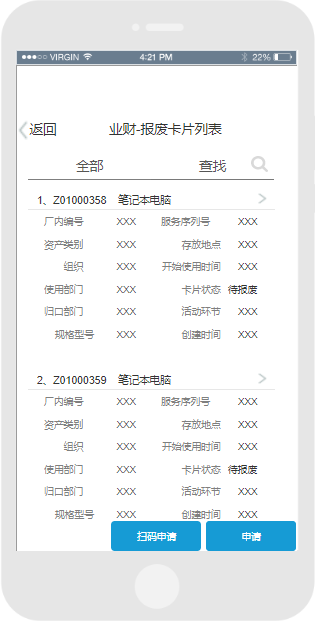 VIRGIN 4:21 PM 22%
返回 业财-报废卡片列表
全部 查找
1、Z01000358 笔记本电脑
厂内编号 XXX 服务序列号 XXX
资产类别 XXX 存放地点 XXX
组织 XXX 开始使用时间 XXX
使用部门 XXX 卡片状态 待报废
归口部门 XXX 活动环节 XXX
规格型号 XXX 创建时间 XXX
2、Z01000359 笔记本电脑
厂内编号 XXX 服务序列号 XXX
资产类别 XXX 存放地点 XXX
组织 XXX 开始使用时间 XXX
使用部门 XXX 卡片状态 待报废
归口部门 XXX 活动环节 XXX
规格型号 XXX 创建时间 XXX
扫码申请 申请